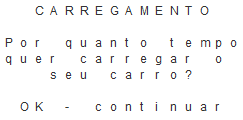 CARREGAMENTO
Por quanto tempo
quer carregar o
seu carro?
OK - continuar